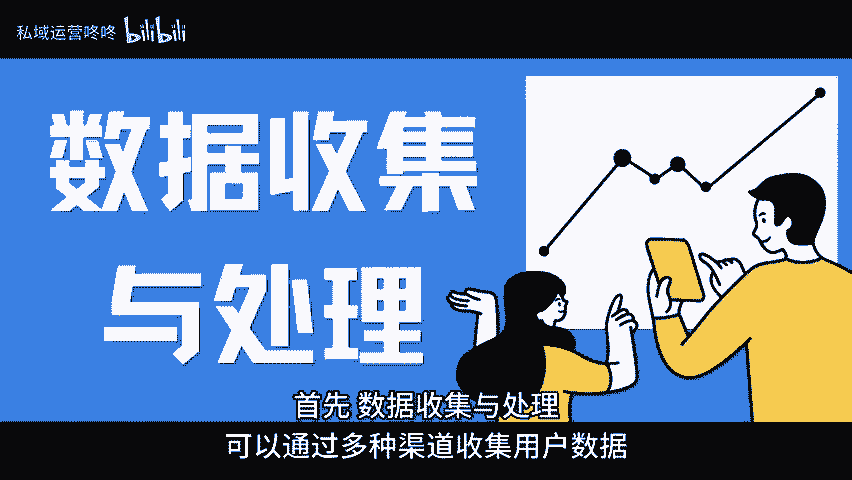 私域运营咚咚 bilibili
数据收集
与处理
首先 数据收集与处理
可以通过多种渠道收集用户数据